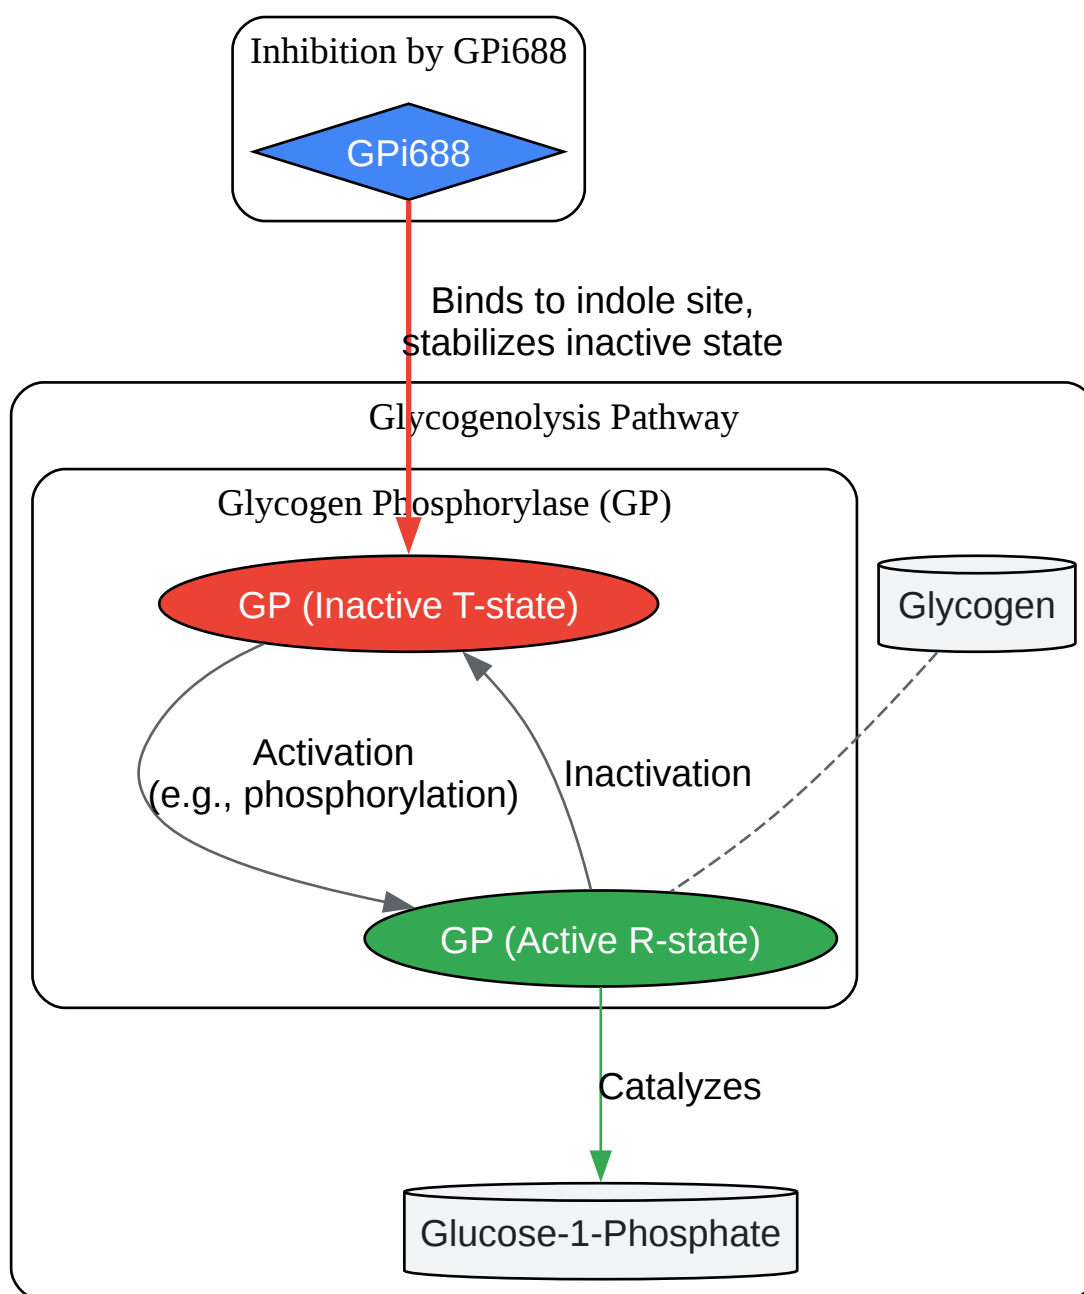 Inhibition by GPi688
GPi688
Binds to indole site,
stabilizes inactive state
Glycogenolysis Pathway
Glycogen Phosphorylase (GP)
GP (Inactive T-state)
Glycogen
Activation
(e.g., phosphorylation)
Inactivation
GP (Active R-state)
Catalyzes
Glucose-1-Phosphate